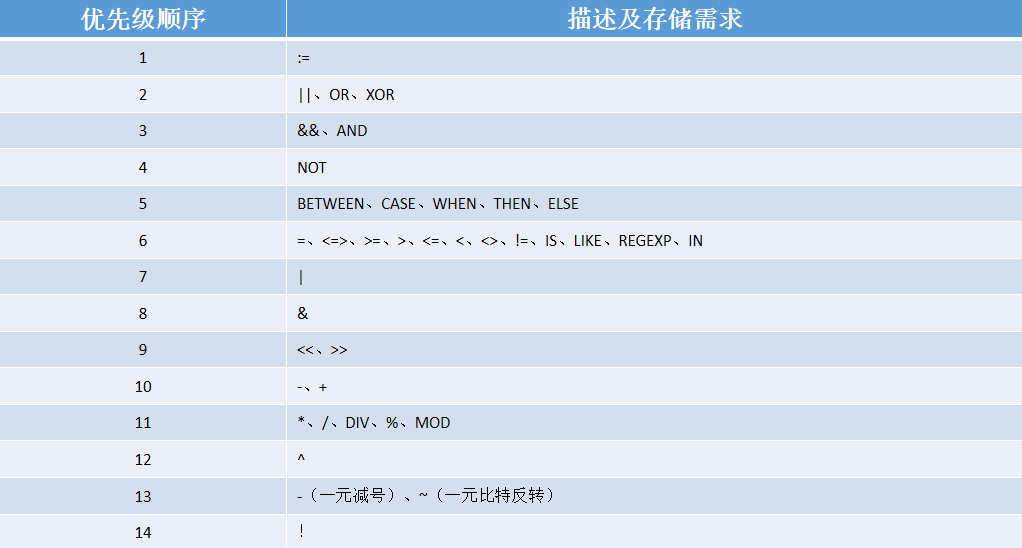 优先级顺序 描述及存储需求
1 :=
2 ||、OR、XOR
3 &&、AND
4 NOT
5 BETWEEN、CASE、WHEN、THEN、ELSE
6 =、<=>、>=、>、<=、<、<>、!=、IS、LIKE、REGEXP、IN
7 |
8 &
9 <<、>>
10 -、+
11 *、/、DIV、%、MOD
12 ^
13 -（一元减号）、~（一元比特反转）
14 ！